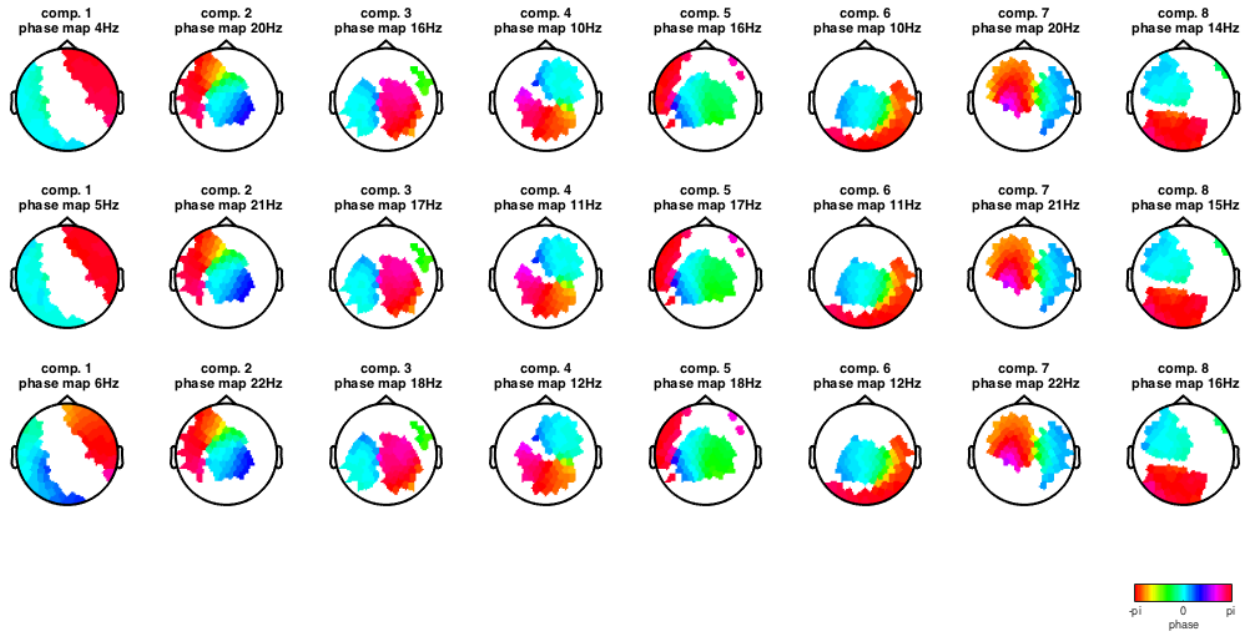 comp. 1
phase map 4Hz
comp. 2
phase map 20Hz
comp. 3
phase map 16Hz
comp. 4
phase map 10Hz
comp. 5
phase map 16Hz
comp. 6
phase map 10Hz
comp. 7
phase map 20Hz
comp. 8
phase map 14Hz
comp. 1
phase map 5Hz
comp. 2
phase map 21Hz
comp. 3
phase map 17Hz
comp. 4
phase map 11Hz
comp. 5
phase map 17Hz
comp. 6
phase map 11Hz
comp. 7
phase map 21Hz
comp. 8
phase map 15Hz
comp. 1
phase map 6Hz
comp. 2
phase map 22Hz
comp. 3
phase map 18Hz
comp. 4
phase map 12Hz
comp. 5
phase map 18Hz
comp. 6
phase map 12Hz
comp. 7
phase map 22Hz
comp. 8
phase map 16Hz
-pi 0 pi
phase